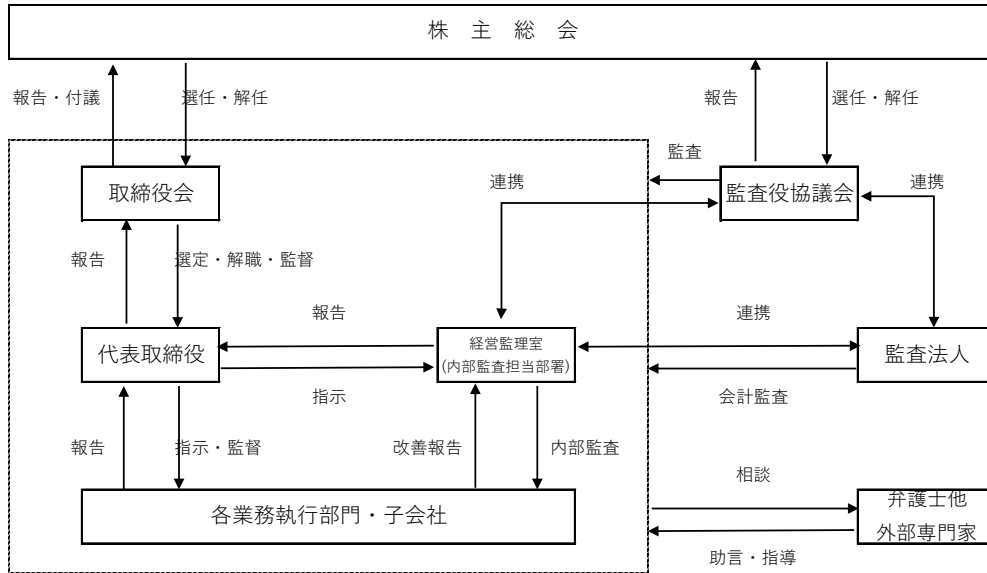 株 主 総 会
報告・付議
選任・解任
報告
選任・解任
監査
連携
連携
取締役会
監査役協議会
報告
選定・解職・監督
報告
連携
代表取締役
経営監理室
(内部監査担当部署)
監査法人
指示
会計監査
報告
指示・監督
改善報告
内部監査
相談
各業務執行部門・子会社
弁護士他
外部専門家
助言・指導